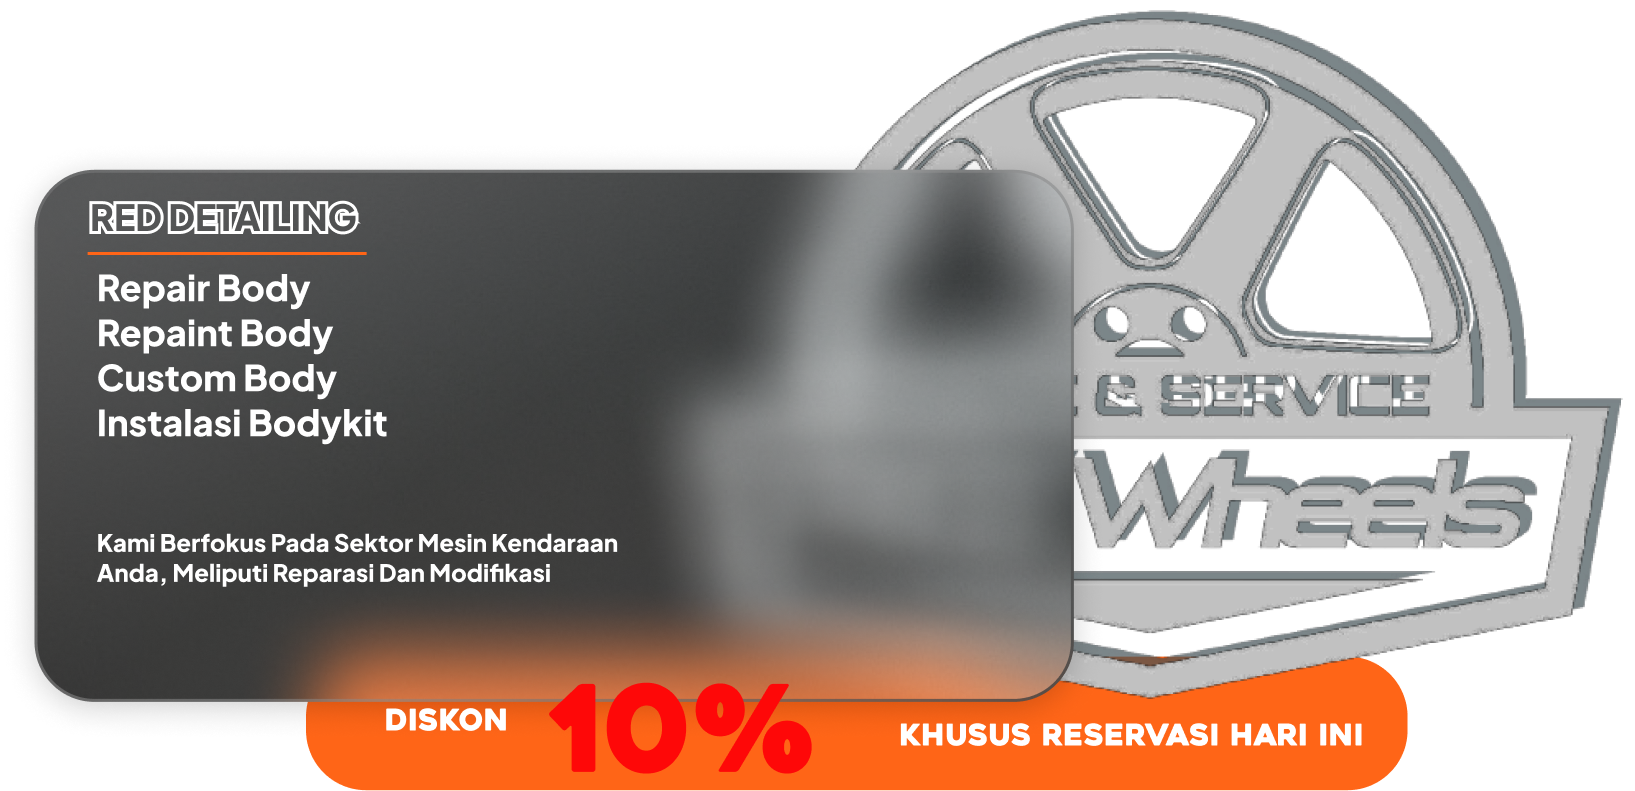 RED DETAILING
Repair Body
Repaint Body
Custom Body
Instalasi Bodykit
& SERVICE
Wheels
Kami Berfokus Pada Sektor Mesin Kendaraan
Anda, Meliputi Reparasi Dan Modifikasi
DISKON 10% KHUSUS RESERVASI HARI INI